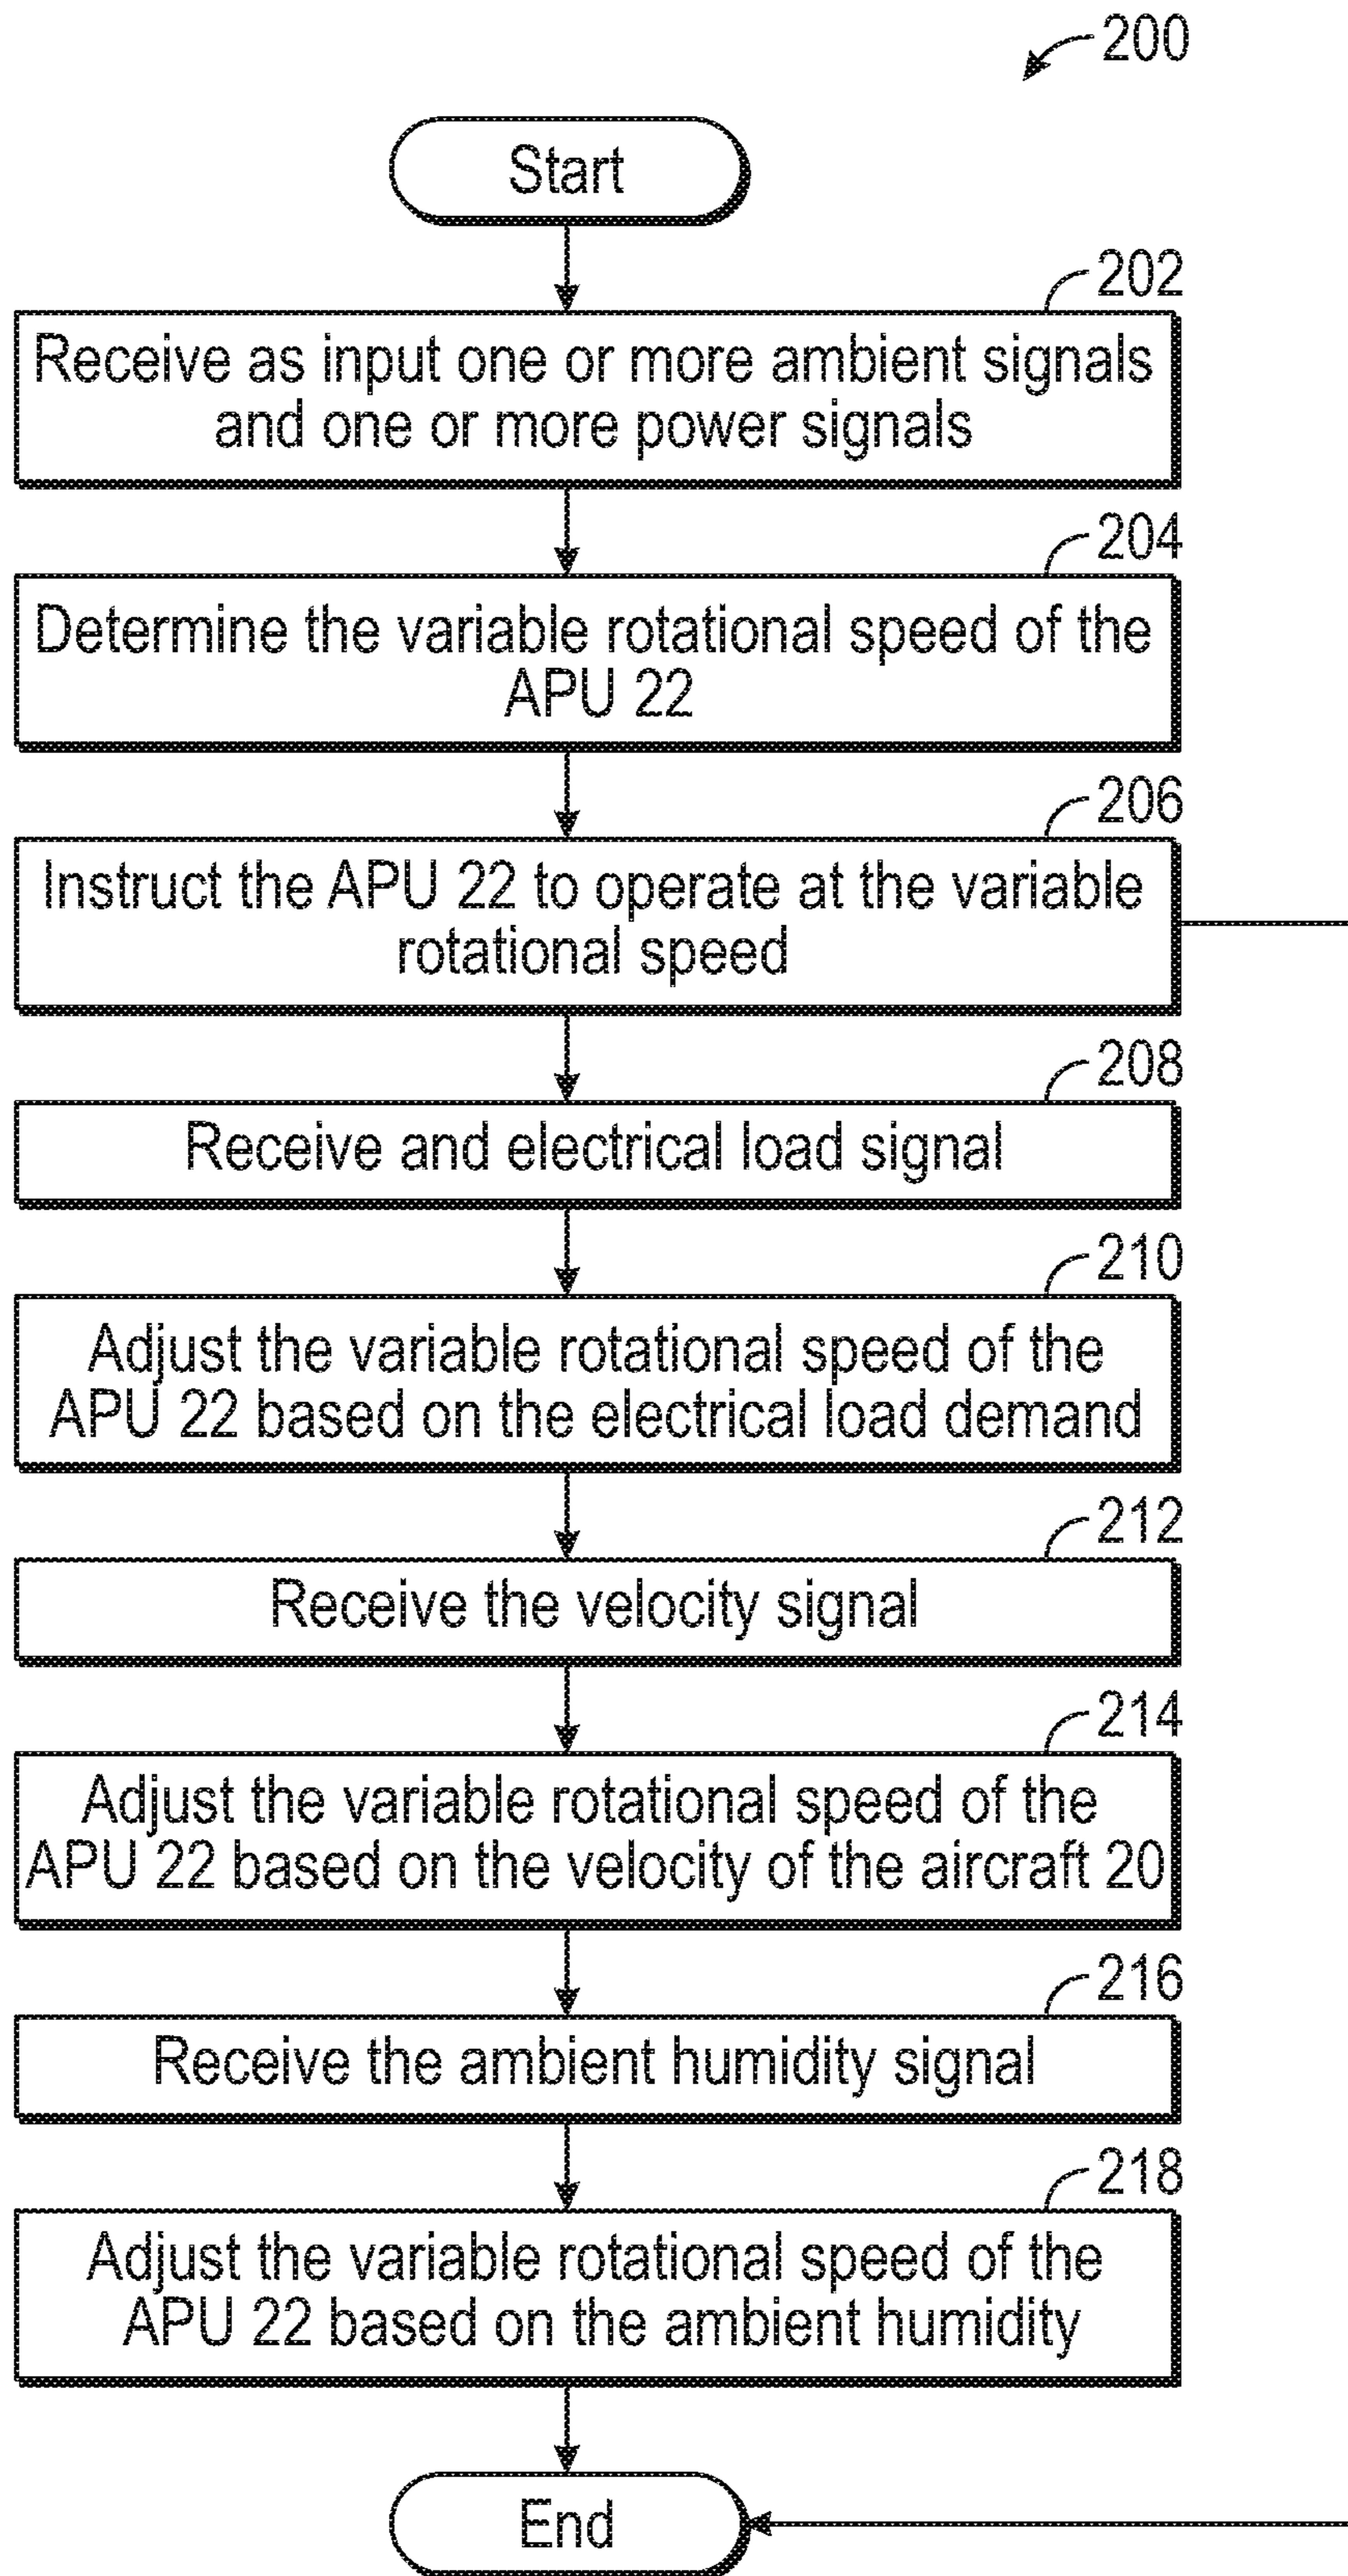 200
Start
202
Receive as input one or more ambient signals
and one or more power signals
204
Determine the variable rotational speed of the
APU 22
206
Instruct the APU 22 to operate at the variable
rotational speed
208
Receive and electrical load signal
210
Adjust the variable rotational speed of the
APU 22 based on the electrical load demand
212
Receive the velocity signal
214
Adjust the variable rotational speed of the
APU 22 based on the velocity of the aircraft 20
216
Receive the ambient humidity signal
218
Adjust the variable rotational speed of the
APU 22 based on the ambient humidity
End